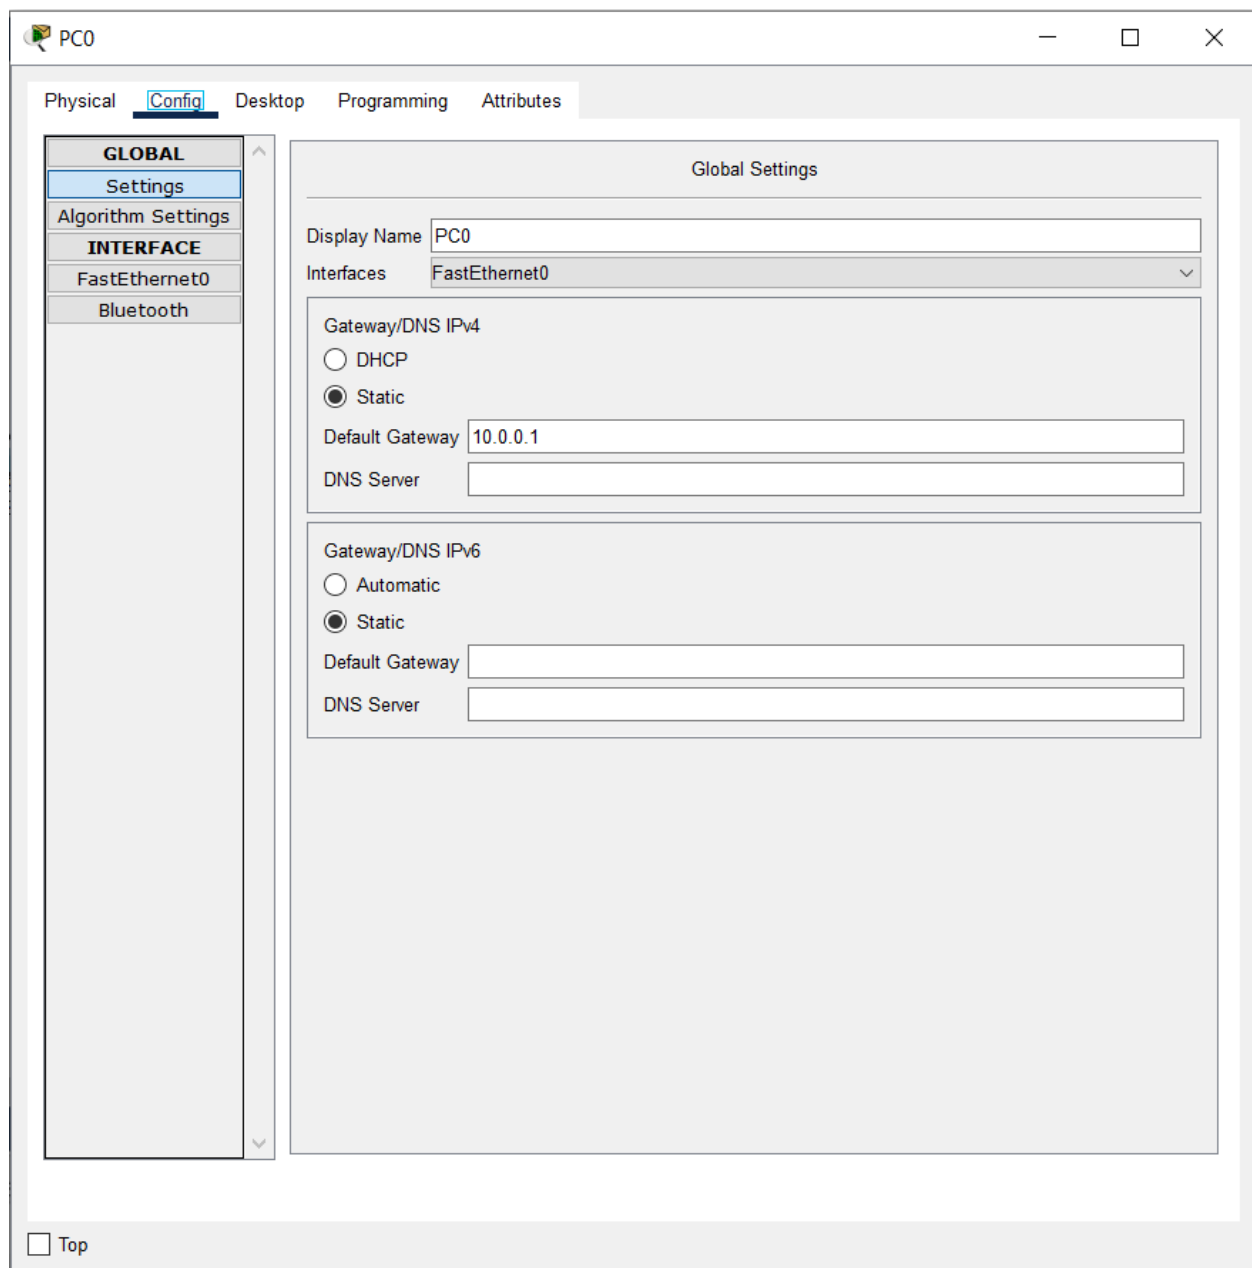 PC0
Physical Config Desktop Programming Attributes
GLOBAL
Settings
Algorithm Settings
INTERFACE
FastEthernet0
Bluetooth
Global Settings
Display Name PC0
Interfaces FastEthernet0
Gateway/DNS IPv4
DHCP
Static
Default Gateway 10.0.0.1
DNS Server
Gateway/DNS IPv6
Automatic
Static
Default Gateway
DNS Server
Top